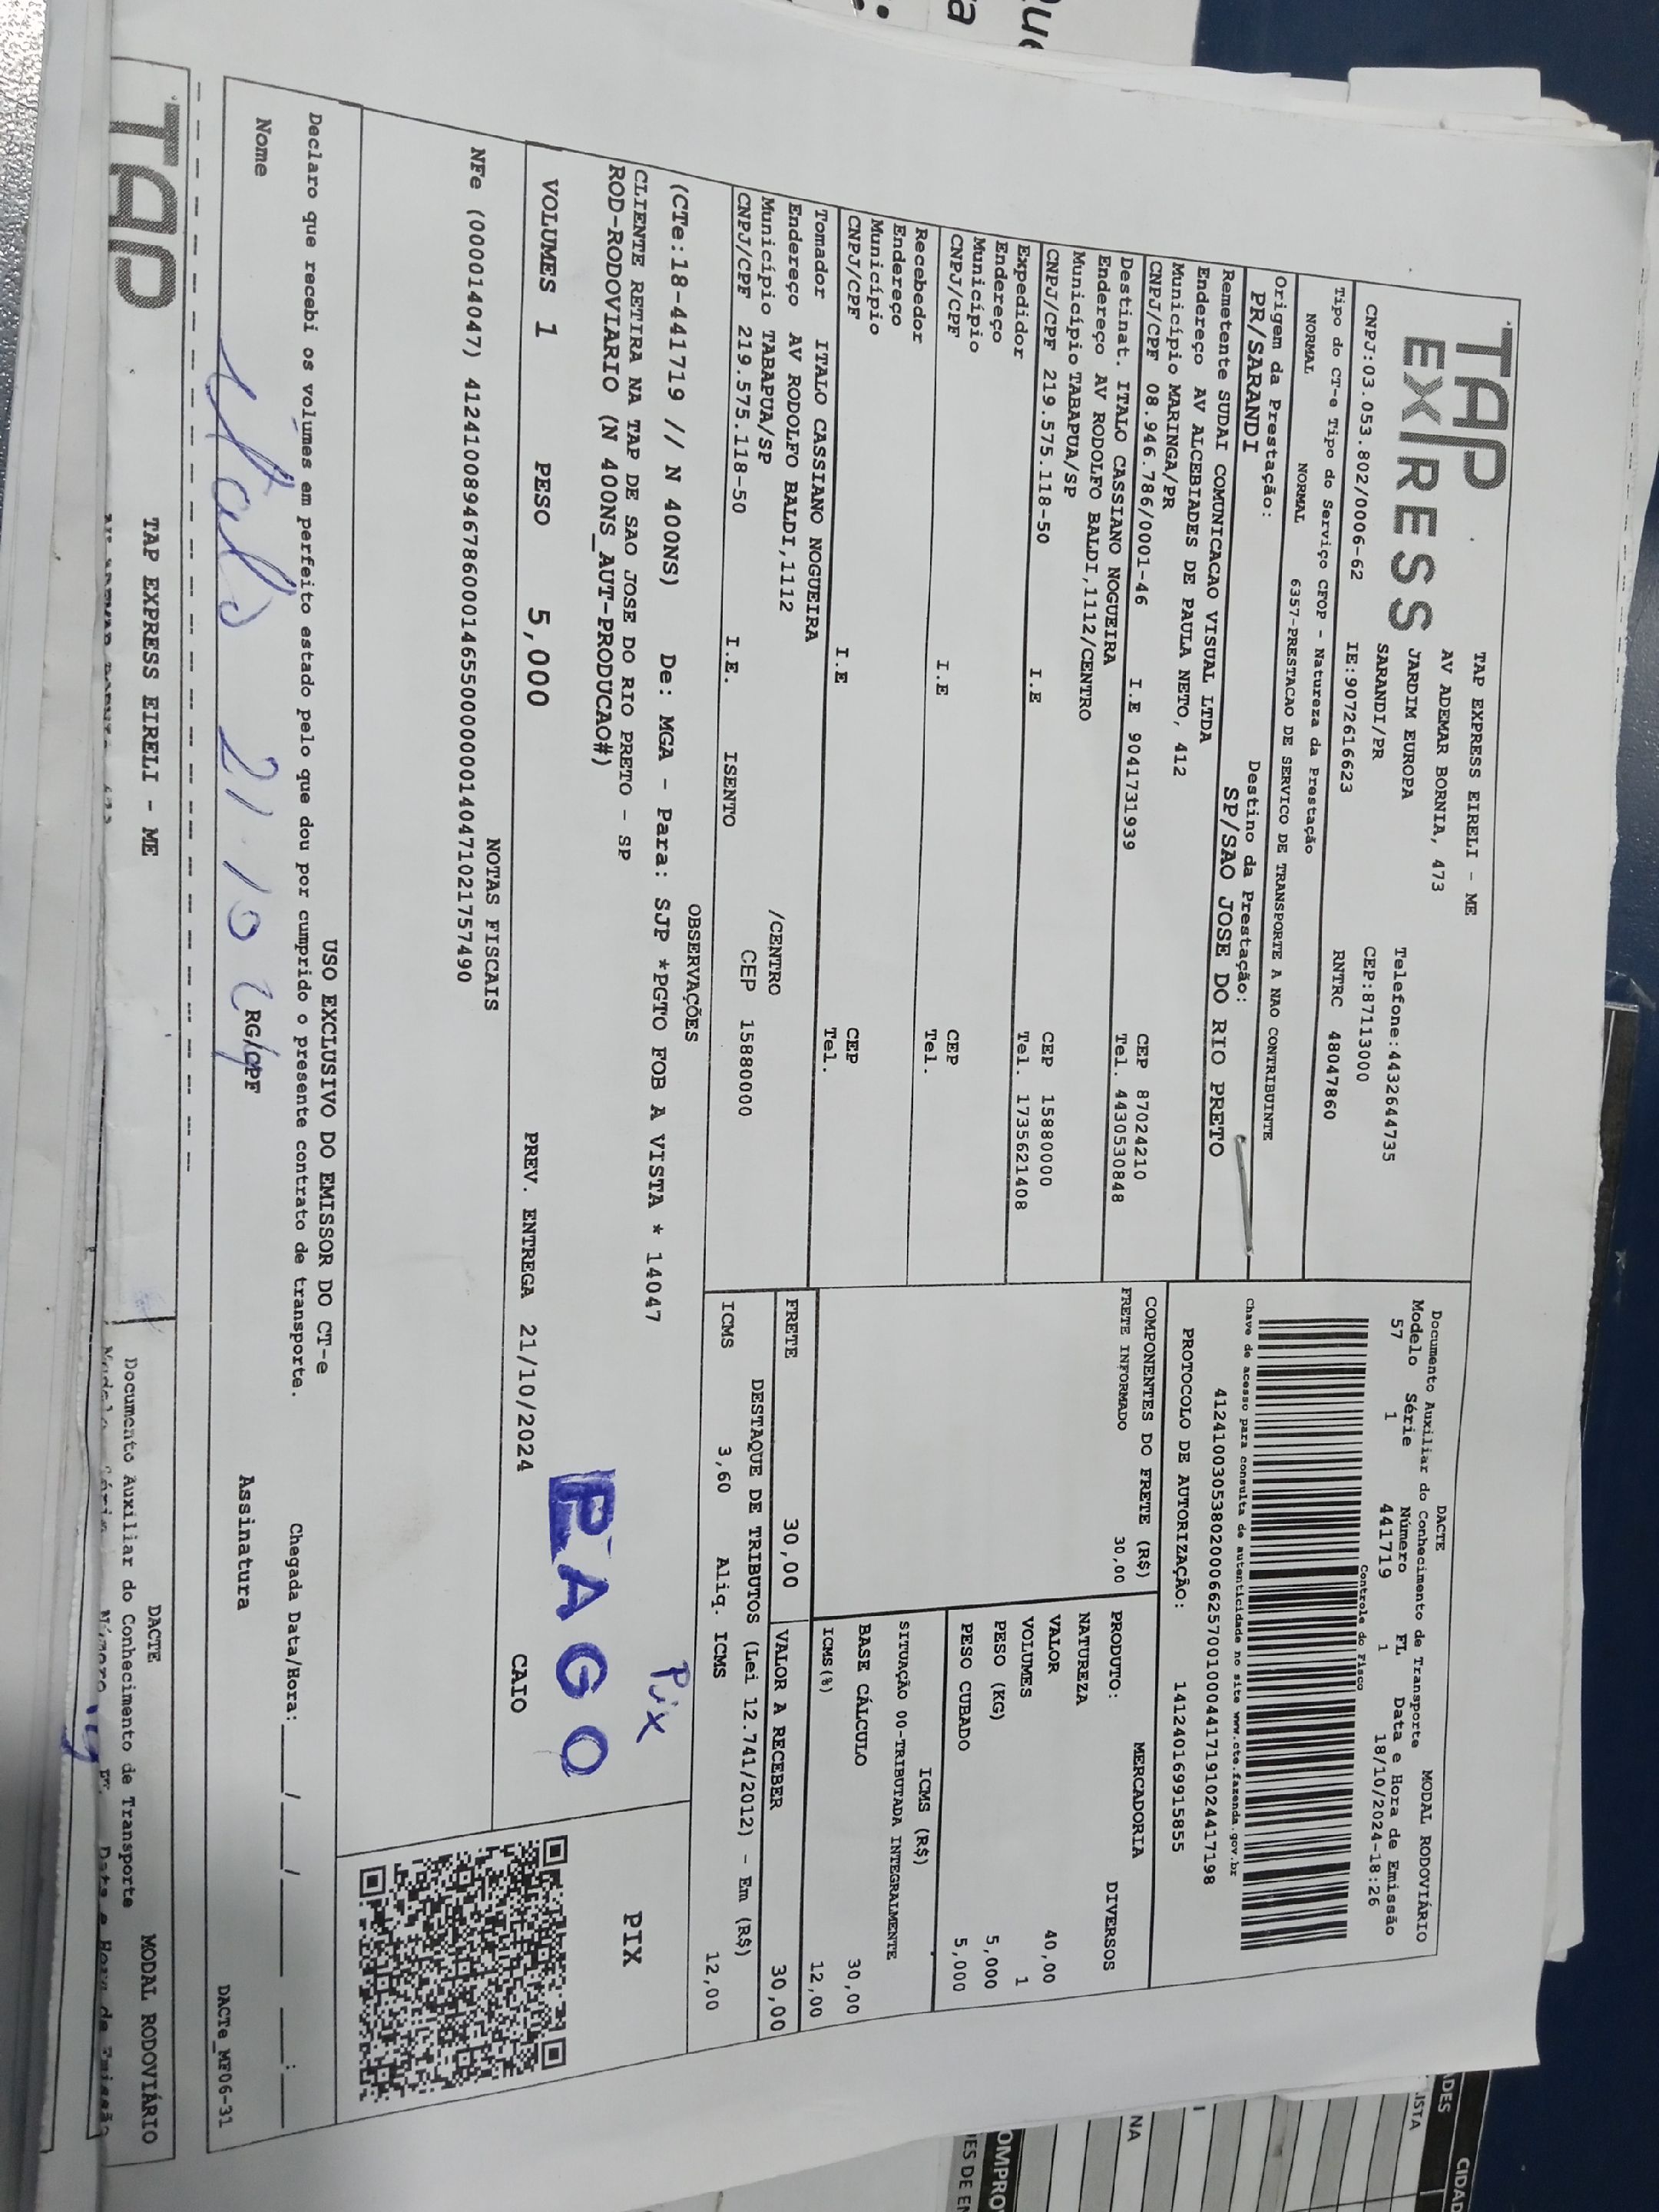 TAP
EXPRESS
TAP EXPRESS EIRELI - ME
AV ADEMAR BORNIA, 473
JARDIM EUROPA
SARANDI/PR
Telefone:4432644735
CEP:87113000
CNPJ:03.053.802/0006-62 IE:9072616623 RNTRC 48047860
Tipo do CT-e Tipo do Serviço CFOP - Natureza da Prestação
NORMAL NORMAL 6357-PRESTACAO DE SERVICO DE TRANSPORTE A NAO CONTRIBUINTE
Origem da Prestação: Destino da Prestação:
PR/SARANDI SP/SAO JOSE DO RIO PRETO
Remetente SUDAI COMUNICACAO VISUAL LTDA
Endereço AV ALCEBIADES DE PAULA NETO, 412
Município MARINGA/PR CEP 87024210
CNPJ/CPF 08.946.786/0001-46 I.E 9041731939 Tel. 4430530848
Destinat. ITALO CASSIANO NOGUEIRA
Endereço AV RODOLFO BALDI,1112/CENTRO
Município TABAPUA/SP CEP 15880000
CNPJ/CPF 219.575.118-50 I.E Tel. 1735621408
Expedidor
Endereço
Município CEP
CNPJ/CPF I.E Tel.
Recebedor
Endereço
Município CEP
CNPJ/CPF I.E Tel.
Tomador ITALO CASSIANO NOGUEIRA
Endereço AV RODOLFO BALDI,1112 /CENTRO
Município TABAPUA/SP CEP 15880000
CNPJ/CPF 219.575.118-50 I.E. ISENTO
DACTE MODAL RODOVIÁRIO
Documento Auxiliar do Conhecimento de Transporte
Modelo Série Número FL Data e Hora de Emissão
57 1 441719 1 18/10/2024-18:26
Controle do Fisco
Chave de acesso para consulta de autenticidade no site www.cte.fazenda.gov.br
41241003053802000662570010004417191024417198
PROTOCOLO DE AUTORIZAÇÃO: 141240169915855
COMPONENTES DO FRETE (R$)
FRETE INFORMADO 30,00
MERCADORIA
PRODUTO: DIVERSOS
NATUREZA
VALOR 40,00
VOLUMES 1
PESO (KG) 5,000
PESO CUBADO 5,000
ICMS (R$)
SITUAÇÃO 00-TRIBUTADA INTEGRALMENTE
BASE CÁLCULO 30,00
ICMS(%) 12,00
FRETE 30,00 VALOR A RECEBER 30,00
DESTAQUE DE TRIBUTOS (Lei 12.741/2012) - Em (R$)
ICMS 3,60 Aliq. ICMS 12,00
OBSERVAÇÕES
(CTe:18-441719 // N 400NS) De: MGA - Para: SJP *PGTO FOB A VISTA * 14047
CLIENTE RETIRA NA TAP DE SAO JOSE DO RIO PRETO - SP
ROD-RODOVIARIO (N 400NS_AUT-PRODUCAO#)
Pix
PAGO
PIX
VOLUMES 1 PESO 5,000 PREV. ENTREGA 21/10/2024 CAIO
NOTAS FISCAIS
NFe (000014047) 41241008946786000146550000000140471021757490
USO EXCLUSIVO DO EMISSOR DO CT-e
Declaro que recebi os volumes em perfeito estado pelo que dou por cumprido o presente contrato de transporte. Chegada Data/Hora:____/____/____ __:__
Nome RG/CPF Assinatura
21.10
DACTe_MF06-31
TAP
TAP EXPRESS EIRELI - ME
DACTE MODAL RODOVIÁRIO
Documento Auxiliar do Conhecimento de Transporte